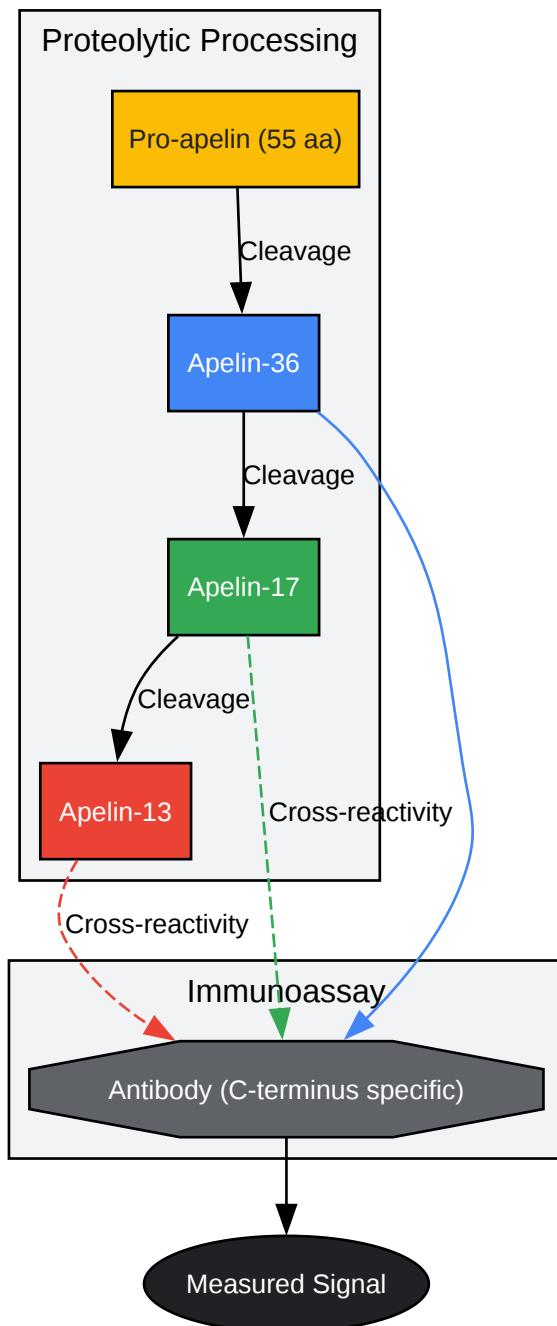 Proteolytic Processing
Pro-apelin (55 aa)
Cleavage
Apelin-36
Cleavage
Apelin-17
Cleavage
Apelin-13
Cross-reactivity
Cross-reactivity
Immunoassay
Antibody (C-terminus specific)
Measured Signal